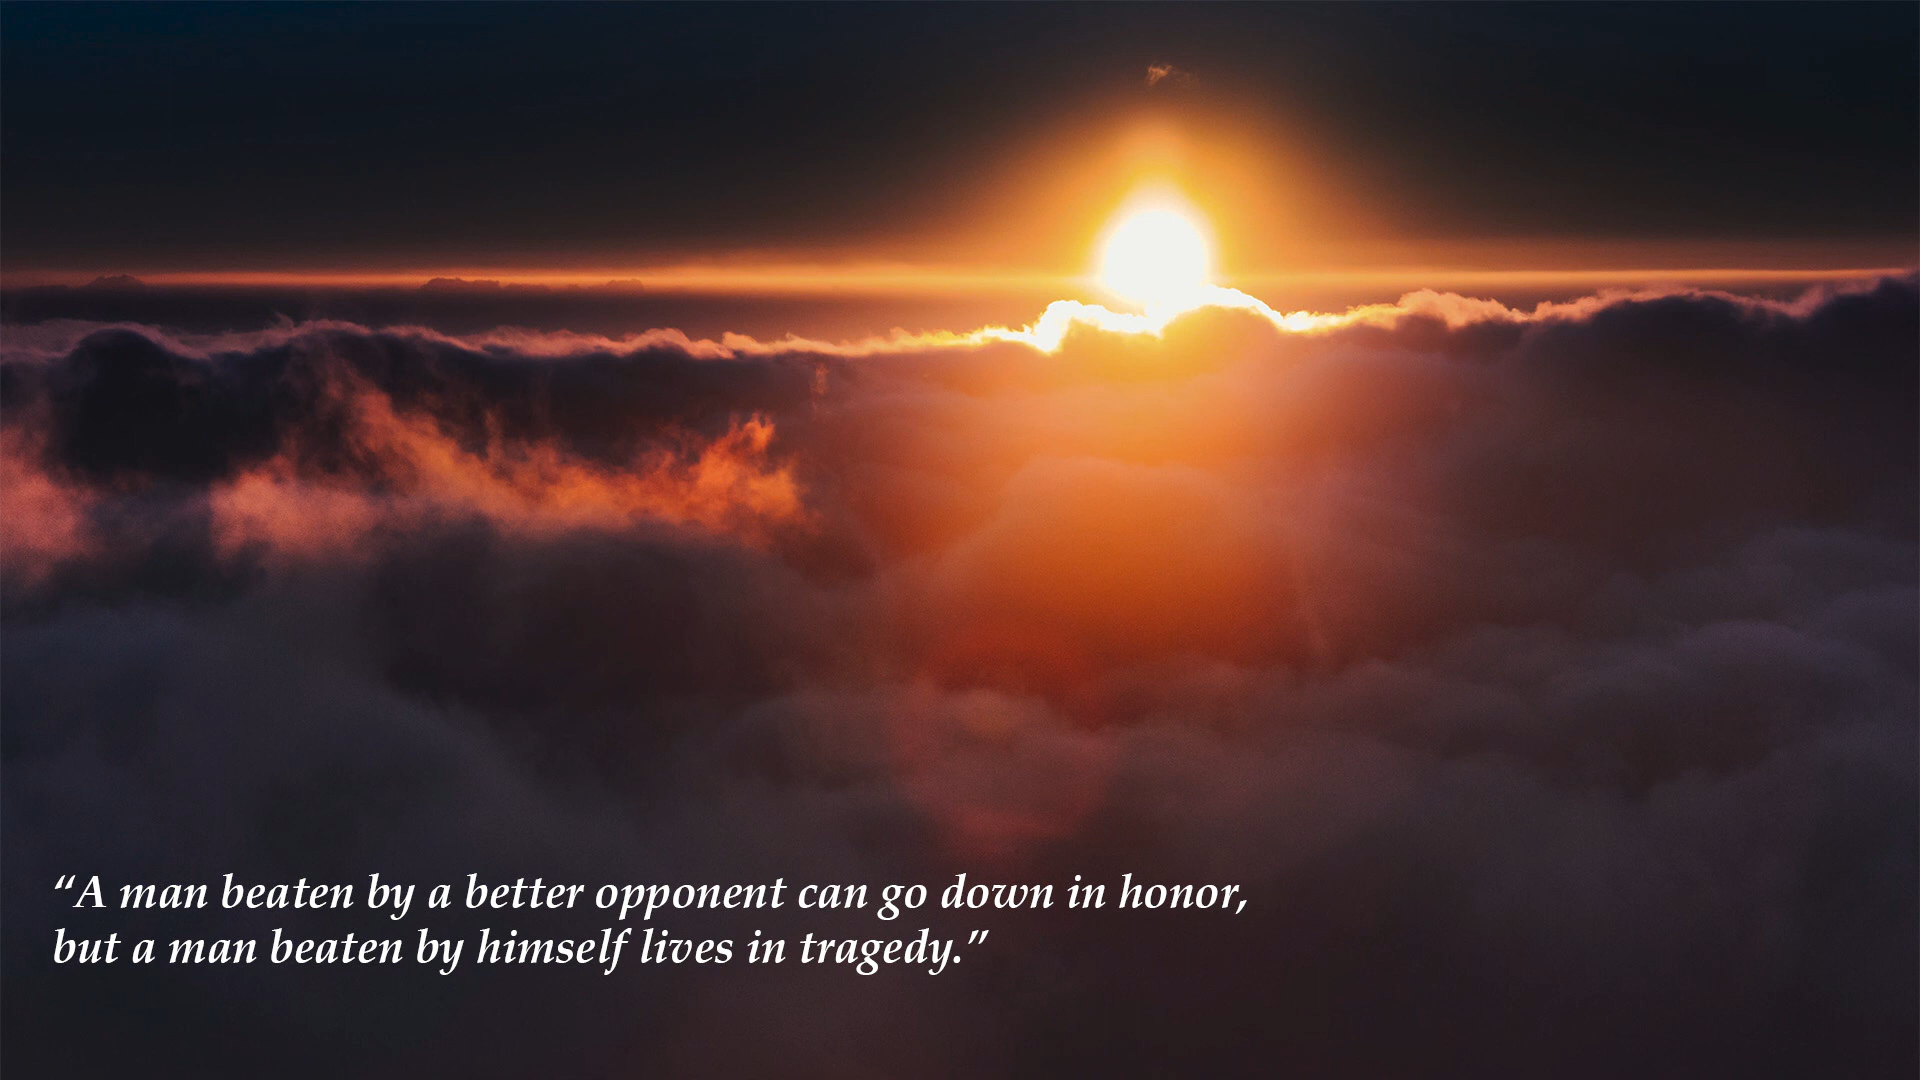 “A man beaten by a better opponent can go down in honor,
but a man beaten by himself lives in tragedy.”